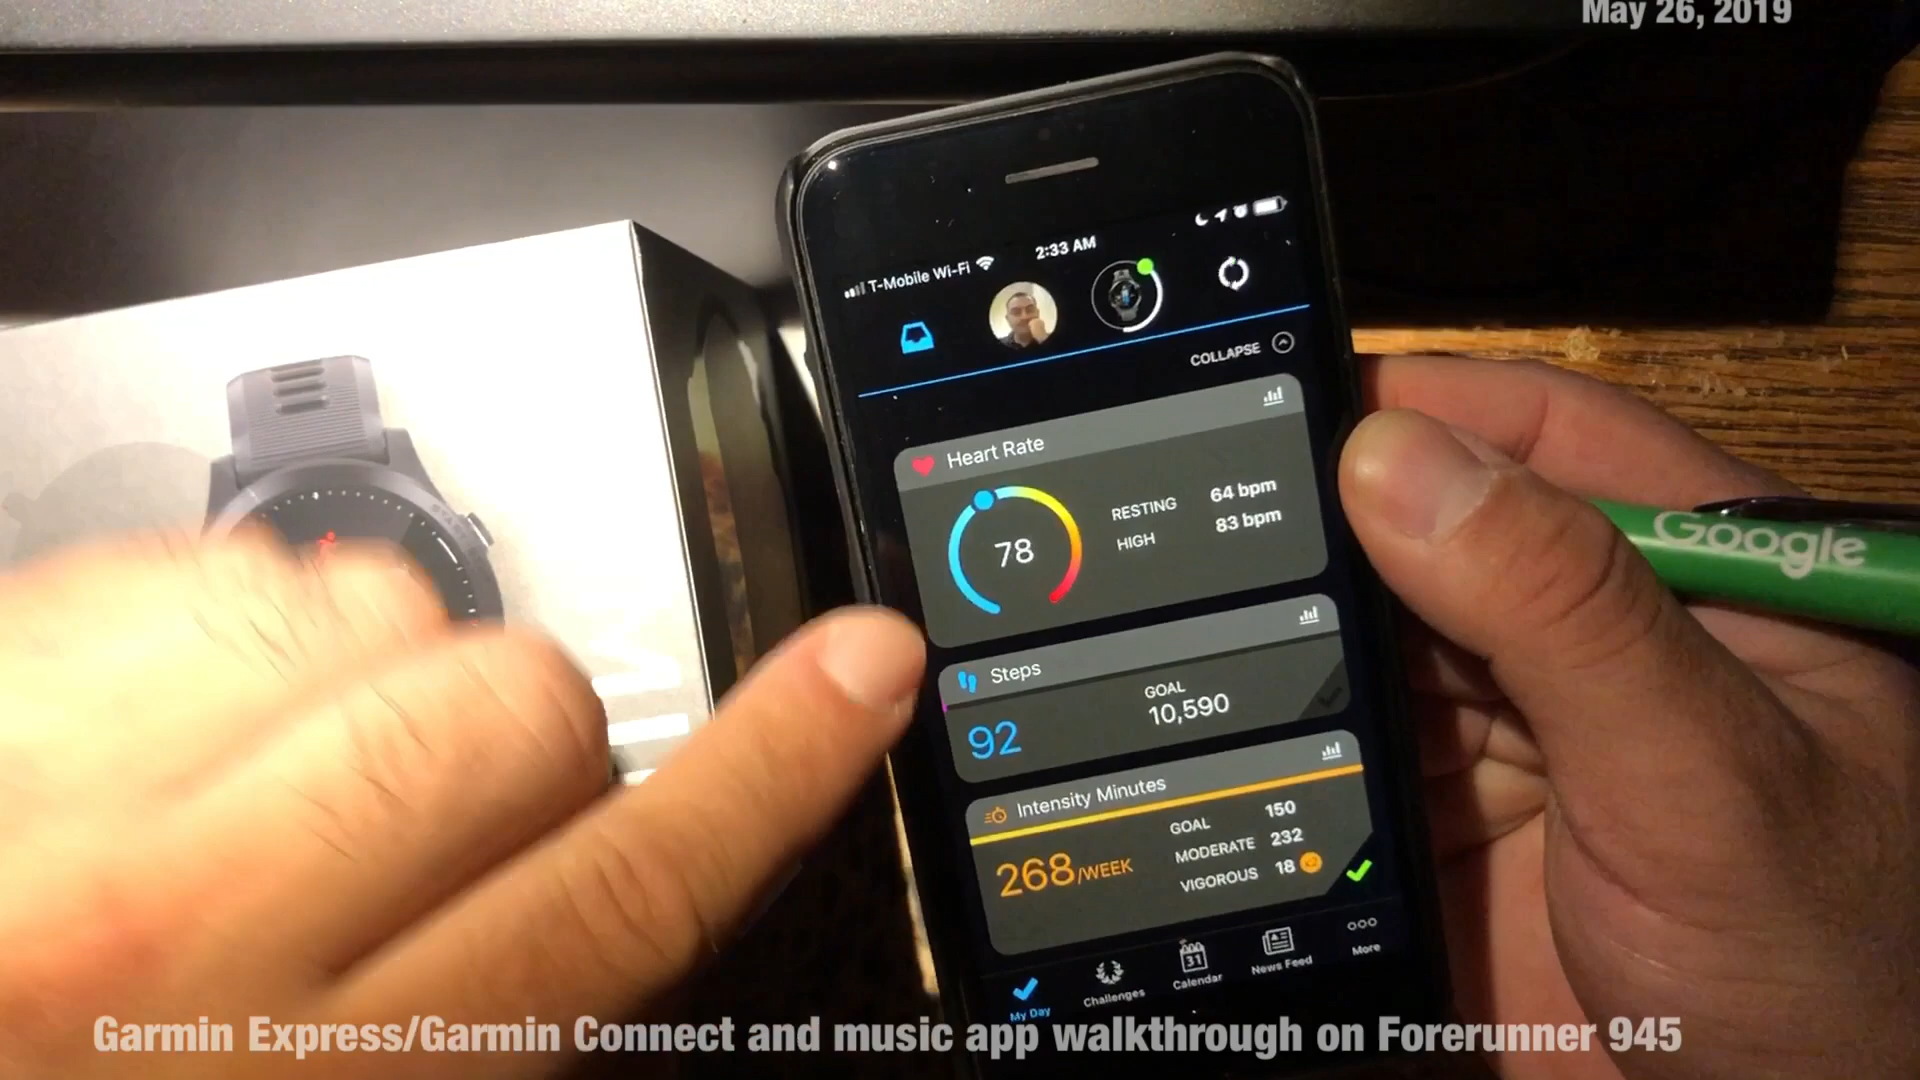 May 26, 2019
T-Mobile Wi-Fi
2:33 AM
COLLAPSE
Heart Rate
78
RESTING 64 bpm
HIGH 83 bpm
Steps
92
GOAL
10,590
Intensity Minutes
268/WEEK
GOAL 150
MODERATE 232
VIGOROUS 18
My Day
Challenges
31
Calendar
News Feed
More
Google
Garmin Express/Garmin Connect and music app walkthrough on Forerunner 945